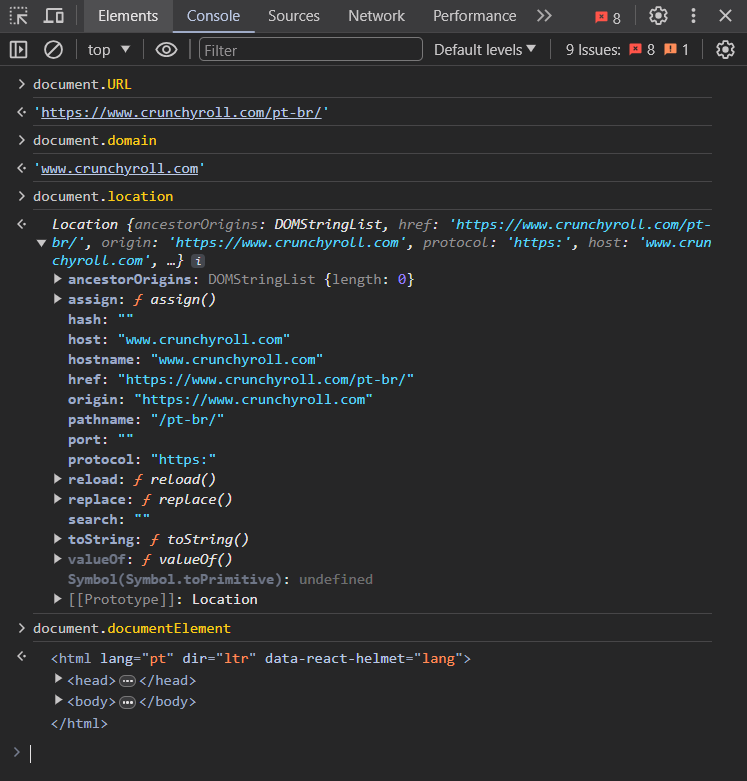 Elements Console Sources Network Performance 8
top Filter Default levels 9 Issues: 8 1
document.URL
'https://www.crunchyroll.com/pt-br/'
document.domain
'www.crunchyroll.com'
document.location
Location {ancestorOrigins: DOMStringList, href: 'https://www.crunchyroll.com/pt-
br/', origin: 'https://www.crunchyroll.com', protocol: 'https:', host: 'www.crun
chyroll.com', …} i
ancestorOrigins: DOMStringList {length: 0}
assign: ƒ assign()
hash: ""
host: "www.crunchyroll.com"
hostname: "www.crunchyroll.com"
href: "https://www.crunchyroll.com/pt-br/"
origin: "https://www.crunchyroll.com"
pathname: "/pt-br/"
port: ""
protocol: "https:"
reload: ƒ reload()
replace: ƒ replace()
search: ""
toString: ƒ toString()
valueOf: ƒ valueOf()
Symbol(Symbol.toPrimitive): undefined
[[Prototype]]: Location
document.documentElement
<html lang="pt" dir="ltr" data-react-helmet="lang">
<head>…</head>
<body>…</body>
</html>